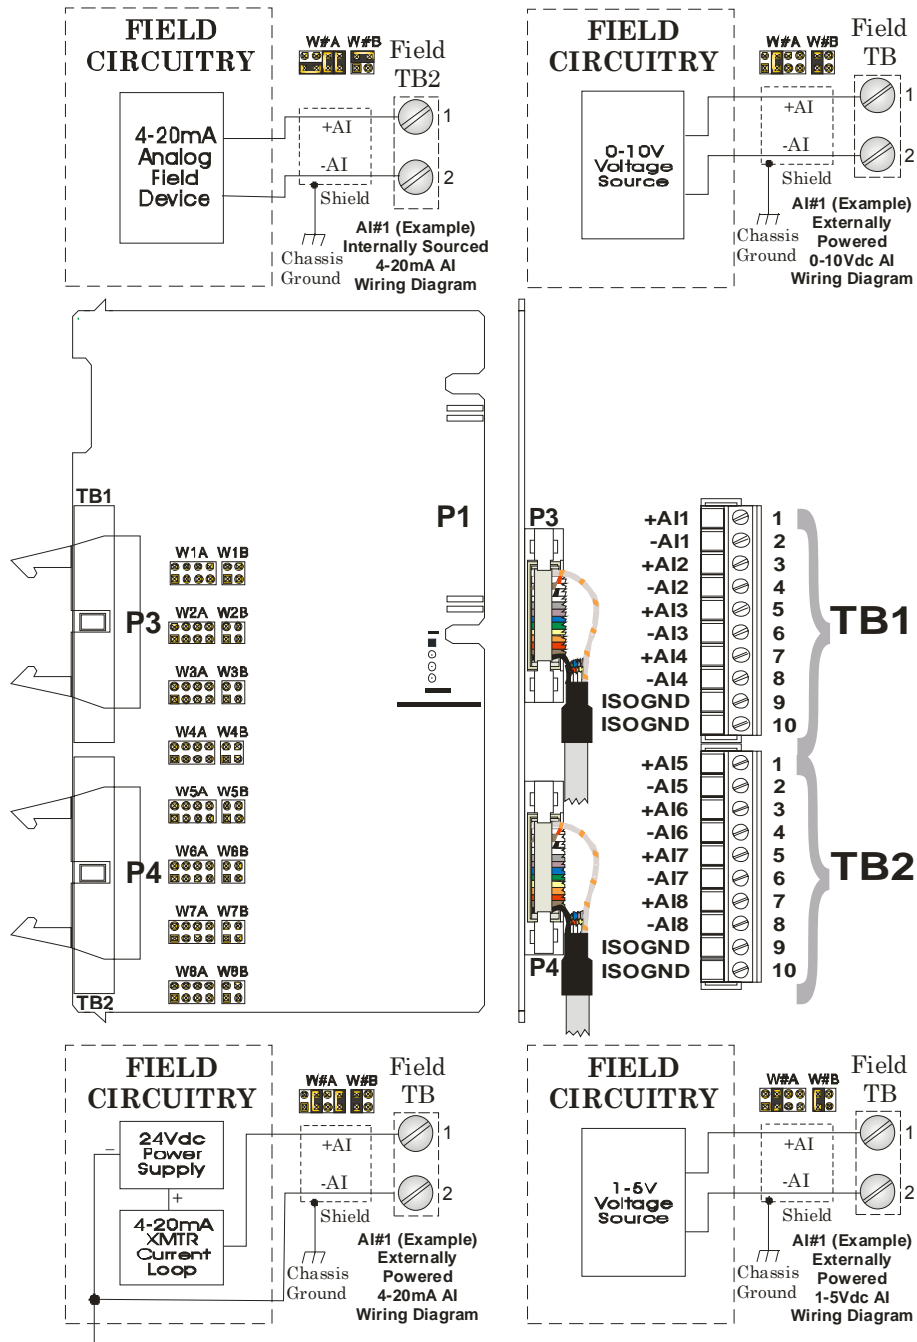 FIELD
CIRCUITRY
W#A W#B
Field
TB2
4-20mA
Analog
Field
Device
+AI
-AI
1
2
Shield
Chassis
Ground
AI#1 (Example)
Internally Sourced
4-20mA AI
Wiring Diagram
FIELD
CIRCUITRY
W#A W#B
Field
TB
0-10V
Voltage
Source
+AI
-AI
1
2
Shield
Chassis
Ground
AI#1 (Example)
Externally
Powered
0-10Vdc AI
Wiring Diagram
TB1
P1
P3
W1A W1B
W2A W2B
W3A W3B
W4A W4B
W5A W5B
W6A W6B
W7A W7B
W8A W8B
P4
TB2
P3
+AI1 1
-AI1 2
+AI2 3
-AI2 4
+AI3 5
-AI3 6
+AI4 7
-AI4 8
ISOGND 9
ISOGND 10
TB1
+AI5 1
-AI5 2
+AI6 3
-AI6 4
+AI7 5
-AI7 6
+AI8 7
-AI8 8
ISOGND 9
ISOGND 10
TB2
P4
FIELD
CIRCUITRY
W#A W#B
Field
TB
24Vdc
Power
Supply
–
+
4-20mA
XMTR
Current
Loop
+AI
-AI
1
2
Shield
Chassis
Ground
AI#1 (Example)
Externally
Powered
4-20mA AI
Wiring Diagram
FIELD
CIRCUITRY
W#A W#B
Field
TB
1-5V
Voltage
Source
+AI
-AI
1
2
Shield
Chassis
Ground
AI#1 (Example)
Externally
Powered
1-5Vdc AI
Wiring Diagram